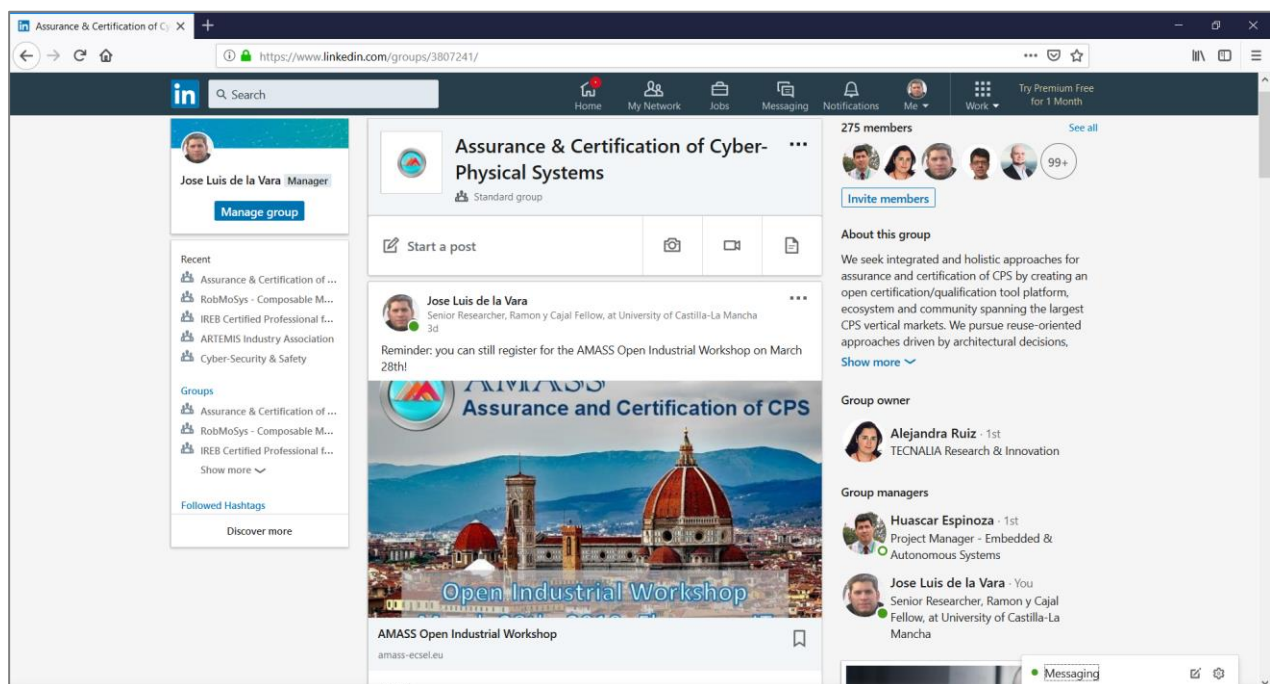 Assurance & Certification of Cy
https://www.linkedin.com/groups/3807241/
in
Search
Home
My Network
Jobs
Messaging
Notifications
Me
Work
Try Premium Free
for 1 Month
Jose Luis de la Vara Manager
Manage group
Recent
Assurance & Certification of ...
RobMoSys - Composable M...
IREB Certified Professional f...
ARTEMIS Industry Association
Cyber-Security & Safety
Groups
Assurance & Certification of ...
RobMoSys - Composable M...
IREB Certified Professional f...
Show more
Followed Hashtags
Discover more
Assurance & Certification of Cyber-
Physical Systems
Standard group
Start a post
Jose Luis de la Vara
Senior Researcher, Ramon y Cajal Fellow, at University of Castilla-La Mancha
3d
Reminder: you can still register for the AMASS Open Industrial Workshop on March
28th!
AMASS
Assurance and Certification of CPS
Open Industrial Workshop
AMASS Open Industrial Workshop
amass-ecsel.eu
275 members
See all
99+
Invite members
About this group
We seek integrated and holistic approaches for
assurance and certification of CPS by creating an
open certification/qualification tool platform,
ecosystem and community spanning the largest
CPS vertical markets. We pursue reuse-oriented
approaches driven by architectural decisions,
Show more
Group owner
Alejandra Ruiz · 1st
TECNALIA Research & Innovation
Group managers
Huascar Espinoza · 1st
Project Manager - Embedded &
Autonomous Systems
Jose Luis de la Vara · You
Senior Researcher, Ramon y Cajal
Fellow, at University of Castilla-La
Mancha
Messaging